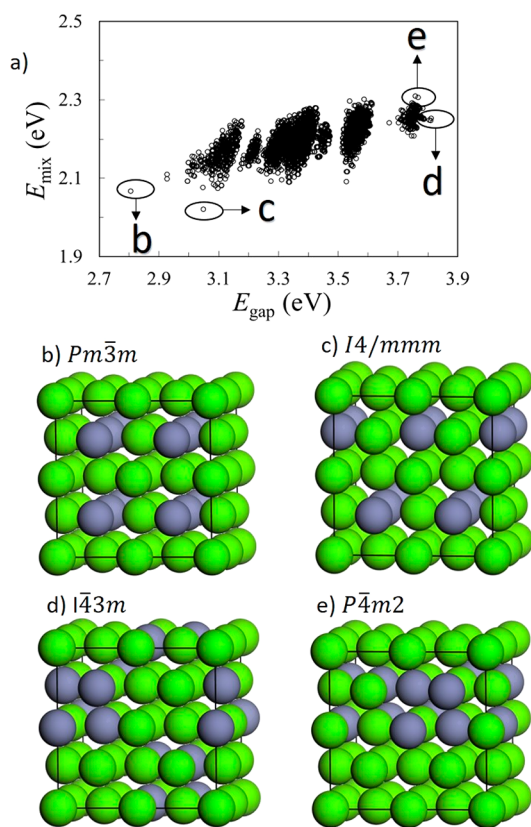 a)
2.5
2.3
2.1
1.9
E_mix (eV)
2.7 2.9 3.1 3.3 3.5 3.7 3.9
E_gap (eV)
e
d
c
b
b) Pm3̄m
c) I4/mmm
d) I4̄3m
e) P4̄m2